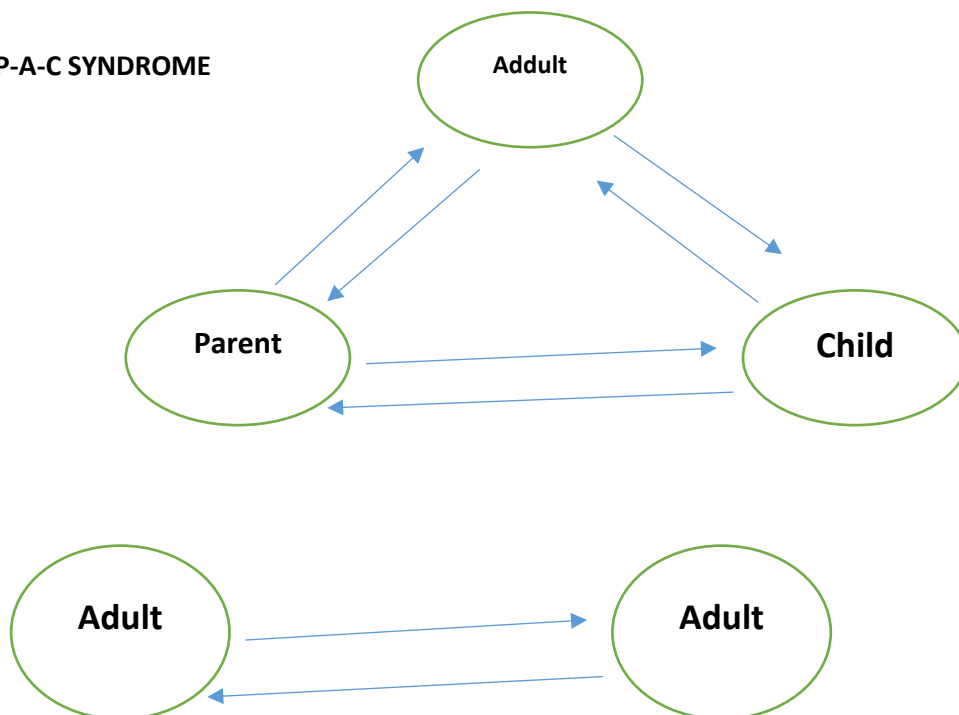 P-A-C SYNDROME
Addult
Parent
Child
Adult
Adult